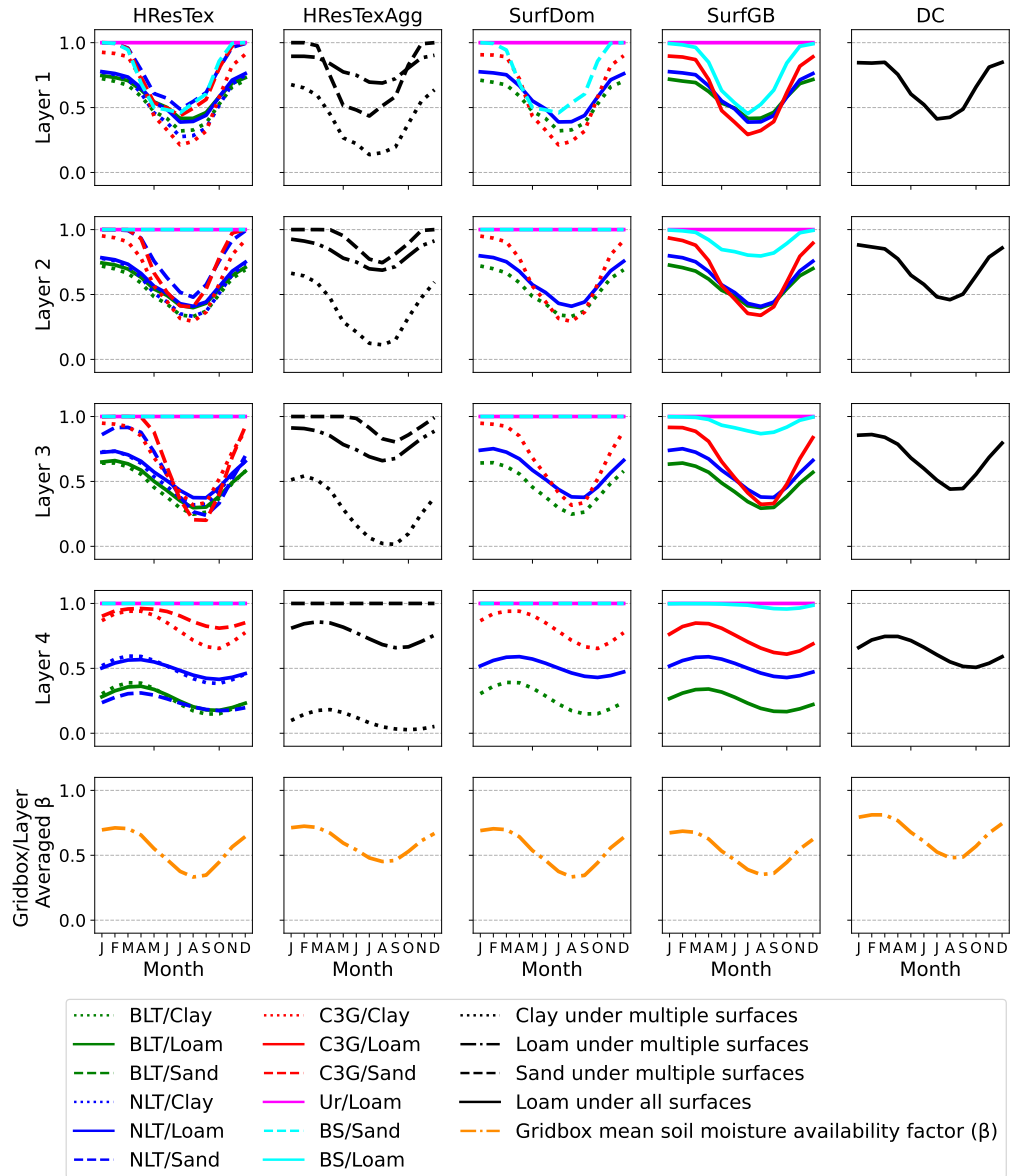 HResTex HResTexAgg SurfDom SurfGB DC
Layer 1
1.0
0.5
0.0
Layer 2
1.0
0.5
0.0
Layer 3
1.0
0.5
0.0
Layer 4
1.0
0.5
0.0
Gridbox/Layer
Averaged β
1.0
0.5
0.0
J F M A M J J A S O N D J F M A M J J A S O N D J F M A M J J A S O N D J F M A M J J A S O N D J F M A M J J A S O N D
Month Month Month Month Month
BLT/Clay C3G/Clay Clay under multiple surfaces
BLT/Loam C3G/Loam Loam under multiple surfaces
BLT/Sand C3G/Sand Sand under multiple surfaces
NLT/Clay Ur/Loam Loam under all surfaces
NLT/Loam BS/Sand Gridbox mean soil moisture availability factor (β)
NLT/Sand BS/Loam